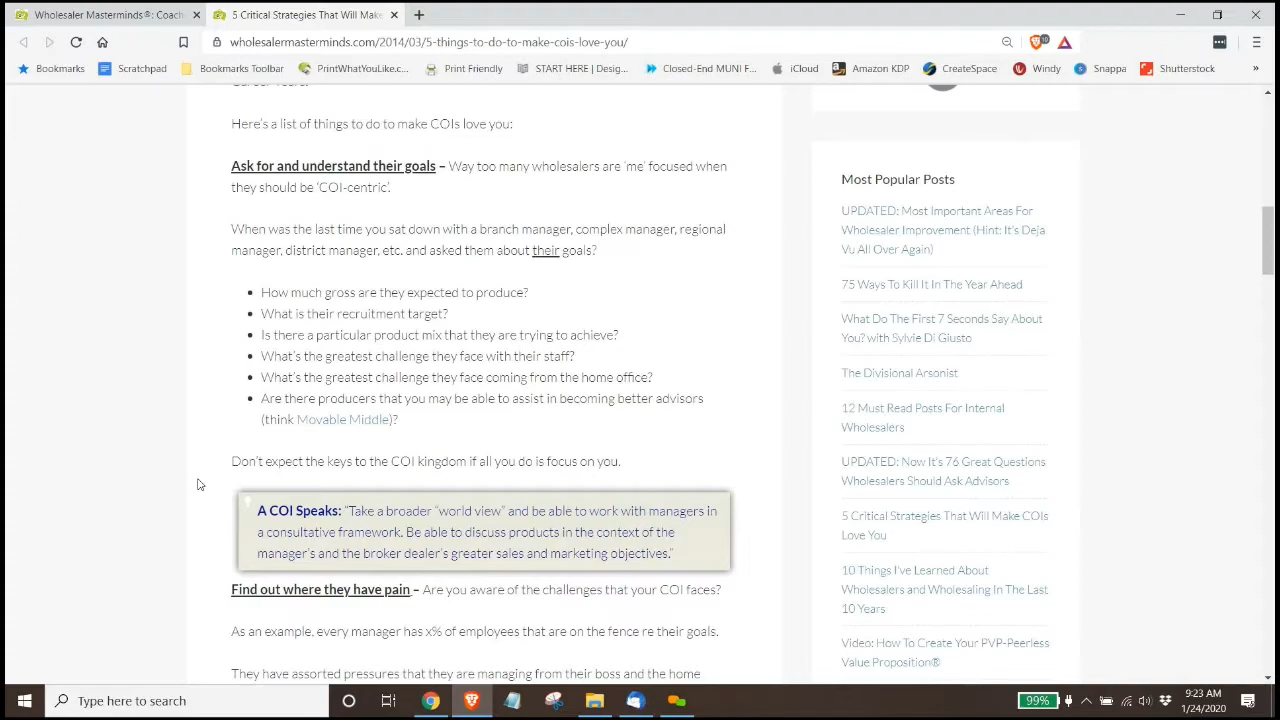 Wholesaler Masterminds®: Coach
5 Critical Strategies That Will Make
wholesalermasterminds.com/2014/03/5-things-to-do-to-make-cois-love-you/
10
Bookmarks
Scratchpad
Bookmarks Toolbar
PrintWhatYouLike.c...
Print Friendly
START HERE | Desig...
Closed-End MUNI F...
iCloud
Amazon KDP
CreateSpace
Windy
Snappa
Shutterstock
»
Here's a list of things to do to make COIs love you:
Ask for and understand their goals – Way too many wholesalers are 'me' focused when
they should be 'COI-centric'.
When was the last time you sat down with a branch manager, complex manager, regional
manager, district manager, etc. and asked them about their goals?
How much gross are they expected to produce?
What is their recruitment target?
Is there a particular product mix that they are trying to achieve?
What's the greatest challenge they face with their staff?
What's the greatest challenge they face coming from the home office?
Are there producers that you may be able to assist in becoming better advisors
(think Movable Middle)?
Don't expect the keys to the COI kingdom if all you do is focus on you.
A COI Speaks: "Take a broader "world view" and be able to work with managers in
a consultative framework. Be able to discuss products in the context of the
manager's and the broker dealer's greater sales and marketing objectives."
Find out where they have pain – Are you aware of the challenges that your COI faces?
As an example, every manager has x% of employees that are on the fence re their goals.
They have assorted pressures that they are managing from their boss and the home
Most Popular Posts
UPDATED: Most Important Areas For
Wholesaler Improvement (Hint: It's Deja
Vu All Over Again)
75 Ways To Kill It In The Year Ahead
What Do The First 7 Seconds Say About
You? with Sylvie Di Giusto
The Divisional Arsonist
12 Must Read Posts For Internal
Wholesalers
UPDATED: Now It's 76 Great Questions
Wholesalers Should Ask Advisors
5 Critical Strategies That Will Make COIs
Love You
10 Things I've Learned About
Wholesalers and Wholesaling In The Last
10 Years
Video: How To Create Your PVP-Peerless
Value Proposition®
Type here to search
99%
9:23 AM
1/24/2020